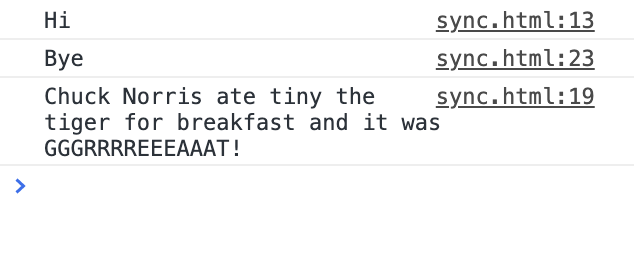 Hi sync.html:13
Bye sync.html:23
Chuck Norris ate tiny the sync.html:19
tiger for breakfast and it was
GGGRRRREEEAAAT!